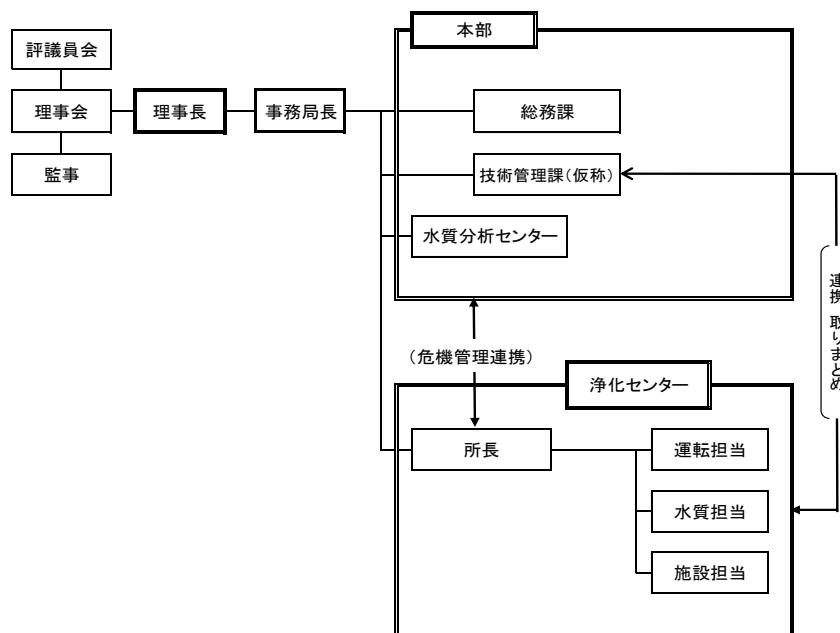 本部
評議員会
理事会
理事長
事務局長
総務課
監事
技術管理課(仮称)
水質分析センター
連携 取りまとめ
(危機管理連携)
浄化センター
所長
運転担当
水質担当
施設担当